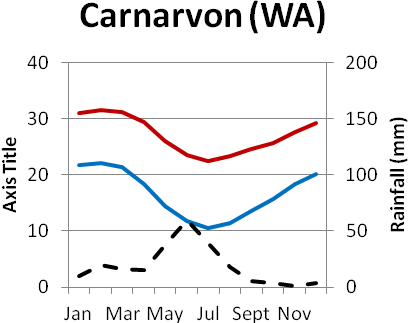 Carnarvon (WA)
40 200
30 150
20 100
10 50
0 0
Axis Title
Rainfall (mm)
Jan Mar May Jul Sept Nov